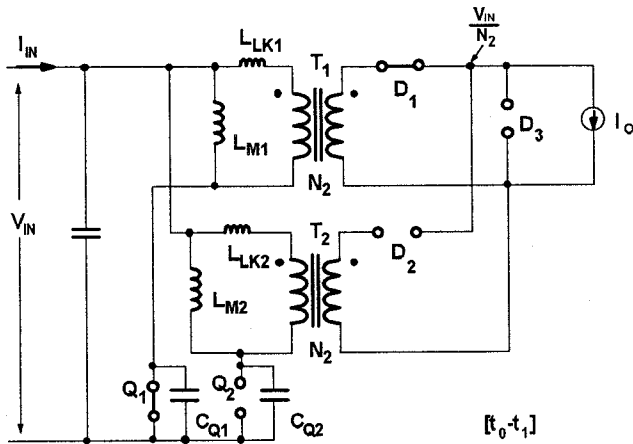 I_IN
L_LK1
T_1
V_IN
N_2
D_1
D_3
I_O
L_M1
N_2
V_IN
L_LK2
T_2
D_2
L_M2
N_2
Q_1
C_Q1
Q_2
C_Q2
[t_0-t_1]